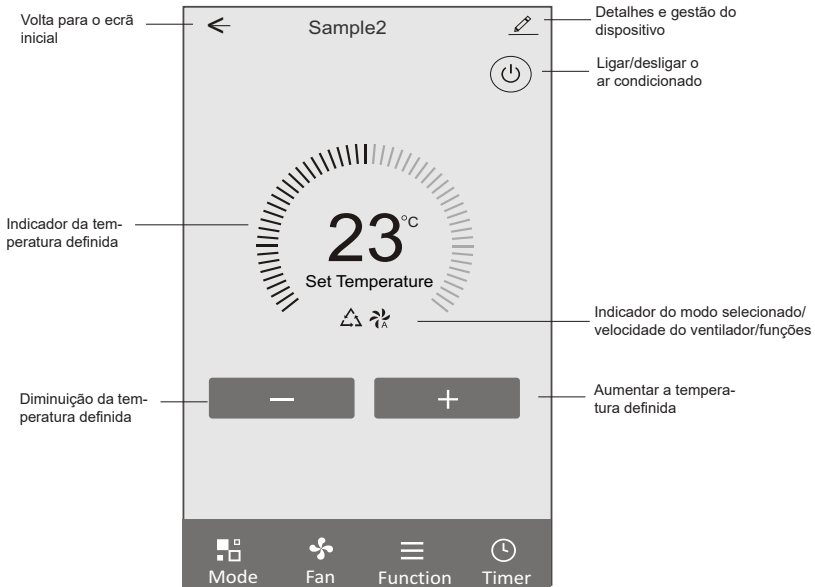 Volta para o ecrã
inicial
Sample2
Detalhes e gestão do
dispositivo
Ligar/desligar o
ar condicionado
Indicador da tem-
peratura definida
23°C
Set Temperature
A
Indicador do modo selecionado/
velocidade do ventilador/funções
Diminuição da tem-
peratura definida
—
+
Aumentar a tempera-
tura definida
Mode Fan Function Timer